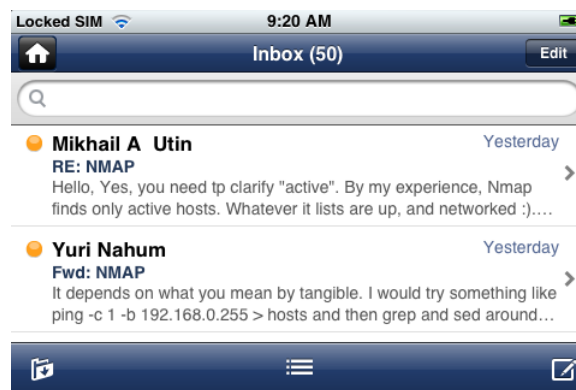 Locked SIM 9:20 AM
Inbox (50) Edit
Mikhail A Utin Yesterday
RE: NMAP
Hello, Yes, you need tp clarify "active". By my experience, Nmap
finds only active hosts. Whatever it lists are up, and networked :)....
Yuri Nahum Yesterday
Fwd: NMAP
It depends on what you mean by tangible. I would try something like
ping -c 1 -b 192.168.0.255 > hosts and then grep and sed around...